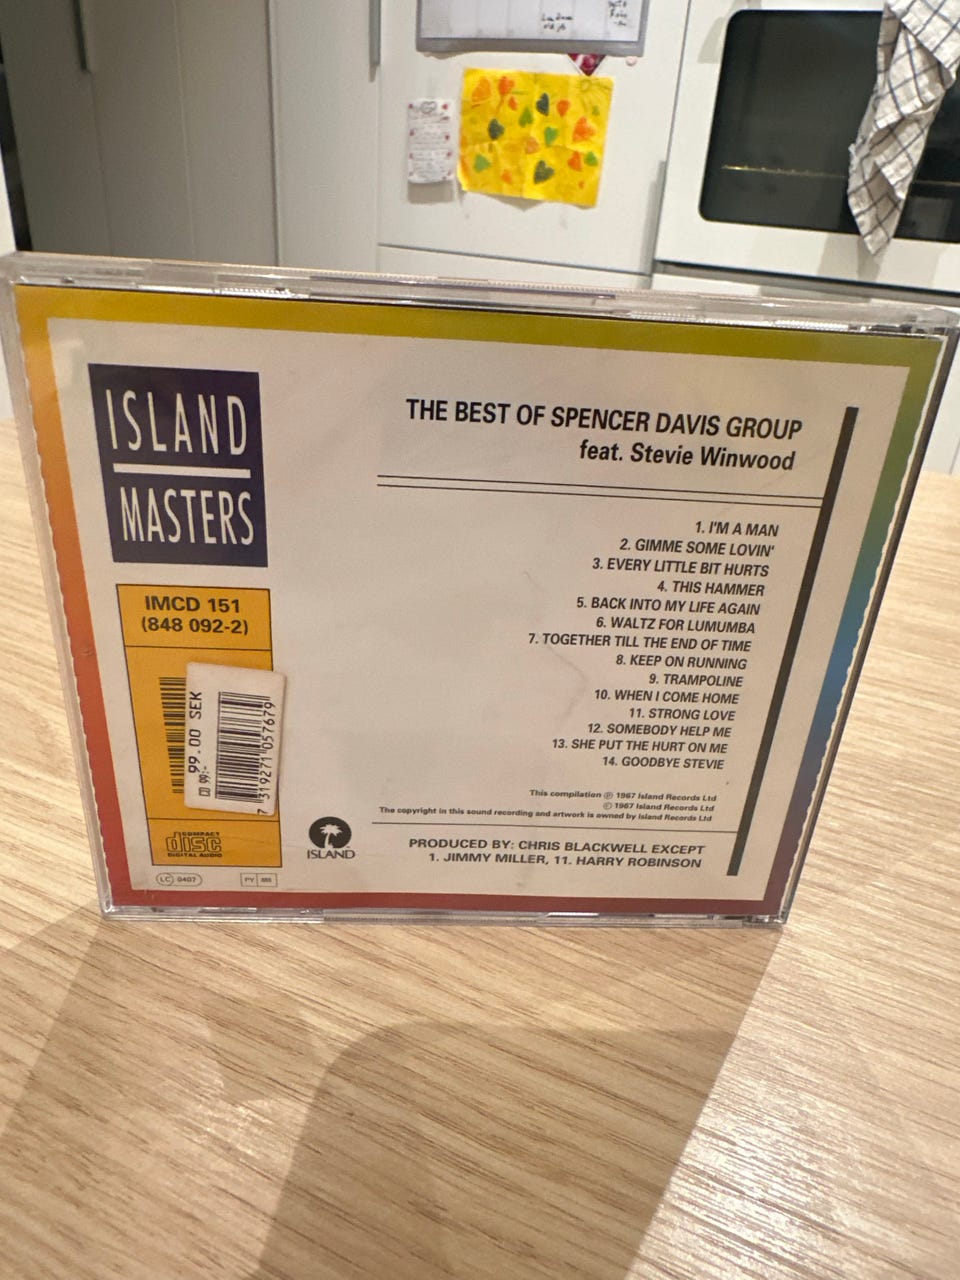 ISLAND
MASTERS
IMCD 151
(848 092-2)
99.00 SEK
7 319271 057679
COMPACT
disc
DIGITAL AUDIO
LC 0407
PY
ISLAND
THE BEST OF SPENCER DAVIS GROUP
feat. Stevie Winwood
1. I'M A MAN
2. GIMME SOME LOVIN'
3. EVERY LITTLE BIT HURTS
4. THIS HAMMER
5. BACK INTO MY LIFE AGAIN
6. WALTZ FOR LUMUMBA
7. TOGETHER TILL THE END OF TIME
8. KEEP ON RUNNING
9. TRAMPOLINE
10. WHEN I COME HOME
11. STRONG LOVE
12. SOMEBODY HELP ME
13. SHE PUT THE HURT ON ME
14. GOODBYE STEVIE
This compilation ℗ 1967 Island Records Ltd
© 1967 Island Records Ltd
The copyright in this sound recording and artwork is owned by Island Records Ltd
PRODUCED BY: CHRIS BLACKWELL EXCEPT
1. JIMMY MILLER, 11. HARRY ROBINSON